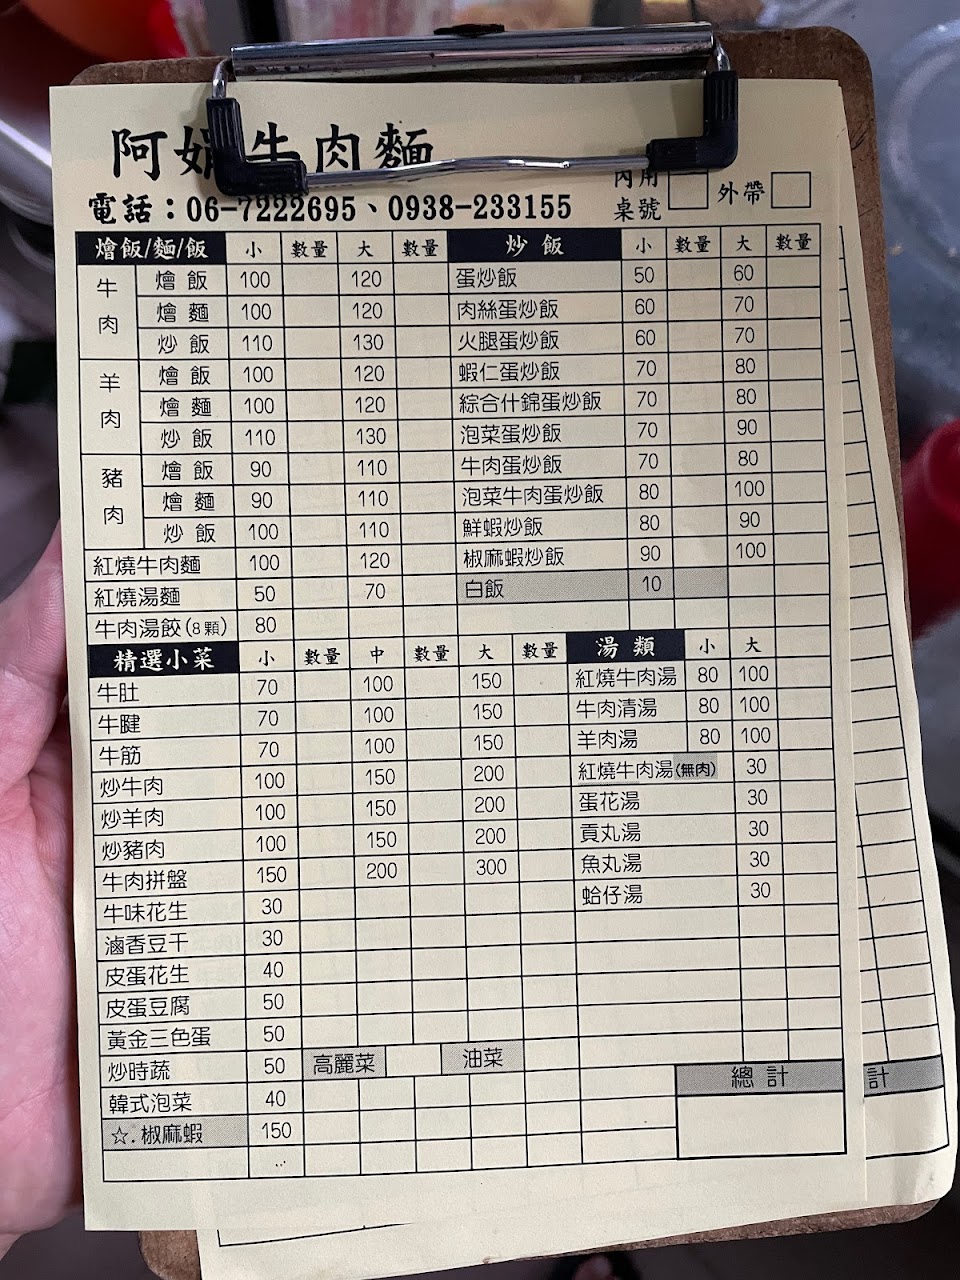 阿娟牛肉麵
電話：06-7222695、0938-233155
內用 外帶
桌號
燴飯/麵/飯 小 數量 大 數量
牛肉 燴飯 100 120
燴麵 100 120
炒飯 110 130
羊肉 燴飯 100 120
燴麵 100 120
炒飯 110 130
豬肉 燴飯 90 110
燴麵 90 110
炒飯 100 110
紅燒牛肉麵 100 120
紅燒湯麵 50 70
牛肉湯餃(8顆) 80
炒飯 小 數量 大 數量
蛋炒飯 50 60
肉絲蛋炒飯 60 70
火腿蛋炒飯 60 70
蝦仁蛋炒飯 70 80
綜合什錦蛋炒飯 70 80
泡菜蛋炒飯 70 90
牛肉蛋炒飯 70 80
泡菜牛肉蛋炒飯 80 100
鮮蝦炒飯 80 90
椒麻蝦炒飯 90 100
白飯 10
精選小菜 小 數量 中 數量 大 數量
牛肚 70 100 150
牛腱 70 100 150
牛筋 70 100 150
炒牛肉 100 150 200
炒羊肉 100 150 200
炒豬肉 100 150 200
牛肉拼盤 150 200 300
牛味花生 30
滷香豆干 30
皮蛋花生 40
皮蛋豆腐 50
黃金三色蛋 50
炒時蔬 50 高麗菜 油菜
韓式泡菜 40
☆.椒麻蝦 150
湯類 小 大
紅燒牛肉湯 80 100
牛肉清湯 80 100
羊肉湯 80 100
紅燒牛肉湯(無肉) 30
蛋花湯 30
貢丸湯 30
魚丸湯 30
蛤仔湯 30
總計
計